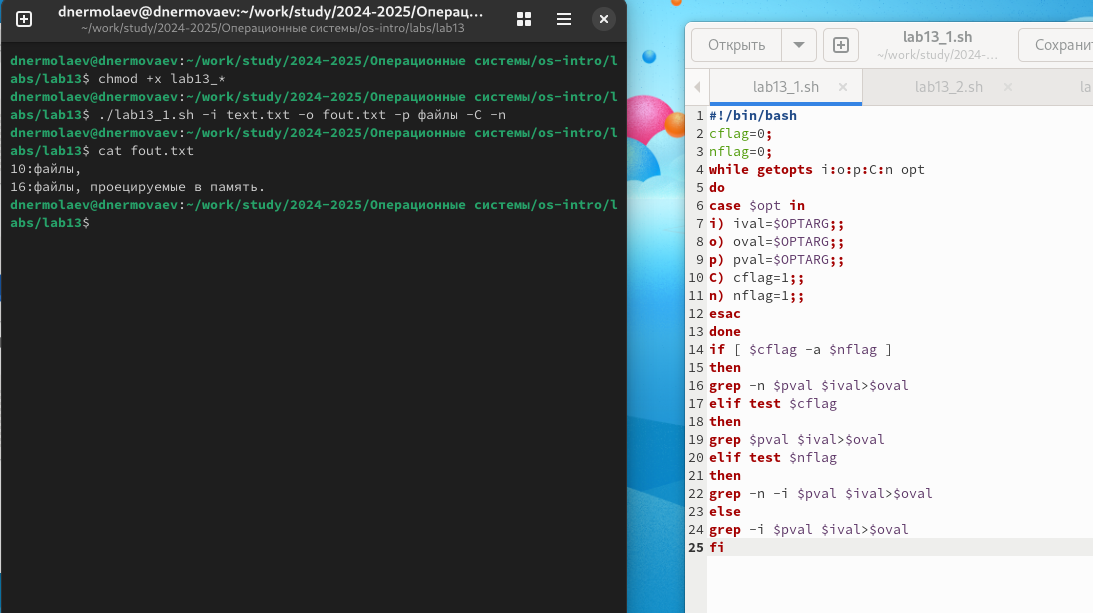 dnermolaev@dnermovaev:~/work/study/2024-2025/Операц...
~/work/study/2024-2025/Операционные системы/os-intro/labs/lab13
dnermolaev@dnermovaev:~/work/study/2024-2025/Операционные системы/os-intro/l
abs/lab13$ chmod +x lab13_*
dnermolaev@dnermovaev:~/work/study/2024-2025/Операционные системы/os-intro/l
abs/lab13$ ./lab13_1.sh -i text.txt -o fout.txt -p файлы -C -n
dnermolaev@dnermovaev:~/work/study/2024-2025/Операционные системы/os-intro/l
abs/lab13$ cat fout.txt
10:файлы,
16:файлы, проецируемые в память.
dnermolaev@dnermovaev:~/work/study/2024-2025/Операционные системы/os-intro/l
abs/lab13$
Открыть
lab13_1.sh
~/work/study/2024-...
Сохранит
lab13_1.sh
lab13_2.sh
la
1 #!/bin/bash
2 cflag=0;
3 nflag=0;
4 while getopts i:o:p:C:n opt
5 do
6 case $opt in
7 i) ival=$OPTARG;;
8 o) oval=$OPTARG;;
9 p) pval=$OPTARG;;
10 C) cflag=1;;
11 n) nflag=1;;
12 esac
13 done
14 if [ $cflag -a $nflag ]
15 then
16 grep -n $pval $ival>$oval
17 elif test $cflag
18 then
19 grep $pval $ival>$oval
20 elif test $nflag
21 then
22 grep -n -i $pval $ival>$oval
23 else
24 grep -i $pval $ival>$oval
25 fi